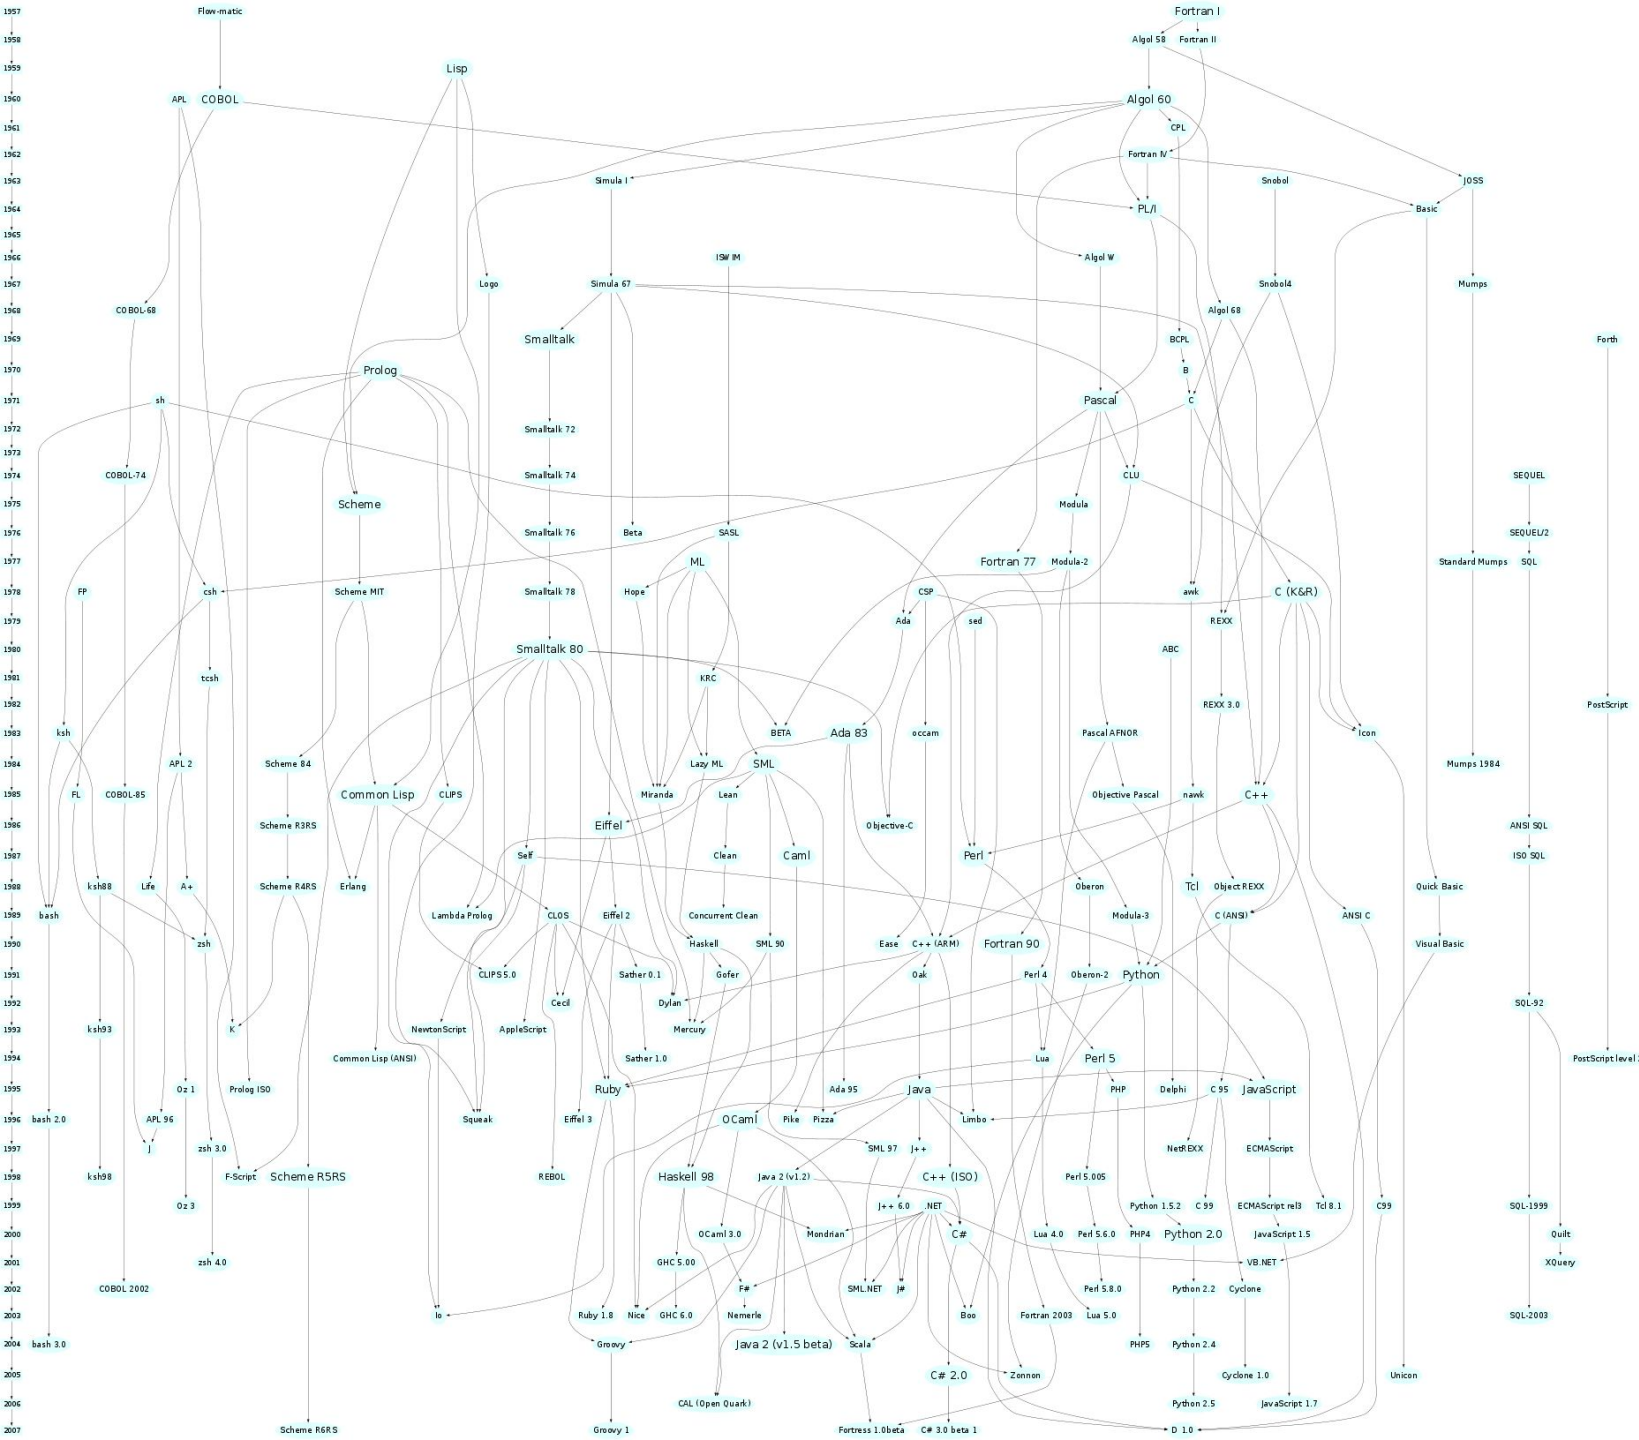 1957 Flow-matic Fortran I
1958 Algol 58 Fortran II
1959 Lisp
1960 APL COBOL Algol 60
1961 CPL
1962 Fortran IV
1963 Simula I Snobol JOSS
1964 PL/I Basic
1965
1966 ISWIM Algol W
1967 Logo Simula 67 Snobol4 Mumps
1968 COBOL-68 Algol 68
1969 Smalltalk BCPL Forth
1970 Prolog B
1971 sh Pascal C
1972 Smalltalk 72
1973
1974 COBOL-74 Smalltalk 74 CLU SEQUEL
1975 Scheme Modula
1976 Smalltalk 76 Beta SASL SEQUEL/2
1977 ML Fortran 77 Modula-2 Standard Mumps SQL
1978 FP csh Scheme MIT Smalltalk 78 Hope CSP awk C (K&R)
1979 Ada sed REXX
1980 Smalltalk 80 ABC
1981 tcsh KRC
1982 REXX 3.0 PostScript
1983 ksh BETA Ada 83 occam Pascal AFNOR Icon
1984 APL 2 Scheme 84 Lazy ML SML Mumps 1984
1985 FL COBOL-85 Common Lisp CLIPS Miranda Lean Objective Pascal nawk C++
1986 Scheme R3RS Eiffel Objective-C ANSI SQL
1987 Self Clean Caml Perl ISO SQL
1988 ksh88 Life A+ Scheme R4RS Erlang Oberon Tcl Object REXX Quick Basic
1989 bash Lambda Prolog CLOS Eiffel 2 Concurrent Clean Modula-3 C (ANSI) ANSI C
1990 zsh Haskell SML 90 Ease C++ (ARM) Fortran 90 Visual Basic
1991 CLIPS 5.0 Sather 0.1 Gofer Oak Perl 4 Oberon-2 Python
1992 Cecil Dylan SQL-92
1993 ksh93 K NewtonScript AppleScript Mercury
1994 Common Lisp (ANSI) Sather 1.0 Lua Perl 5 PostScript level
1995 Oz 1 Prolog ISO Ruby Ada 95 Java PHP Delphi C 95 JavaScript
1996 bash 2.0 APL 96 Squeak Eiffel 3 OCaml Pike Pizza Limbo
1997 J zsh 3.0 SML 97 J++ NetREXX ECMAScript
1998 ksh98 F-Script Scheme R5RS REBOL Haskell 98 Java 2 (v1.2) C++ (ISO) Perl 5.005
1999 Oz 3 J++ 6.0 .NET Python 1.5.2 C 99 ECMAScript rel3 Tcl 8.1 C99 SQL-1999
2000 OCaml 3.0 Mondrian C# Lua 4.0 Perl 5.6.0 PHP4 Python 2.0 JavaScript 1.5 Quilt
2001 zsh 4.0 GHC 5.00 VB.NET XQuery
2002 COBOL 2002 F# SML.NET J# Perl 5.8.0 Python 2.2 Cyclone
2003 Io Ruby 1.8 Nice GHC 6.0 Nemerle Boo Fortran 2003 Lua 5.0 SQL-2003
2004 bash 3.0 Groovy Java 2 (v1.5 beta) Scala PHP5 Python 2.4
2005 C# 2.0 Zonnon Cyclone 1.0 Unicon
2006 CAL (Open Quark) Python 2.5 JavaScript 1.7
2007 Scheme R6RS Groovy 1 Fortress 1.0beta C# 3.0 beta 1 D 1.0